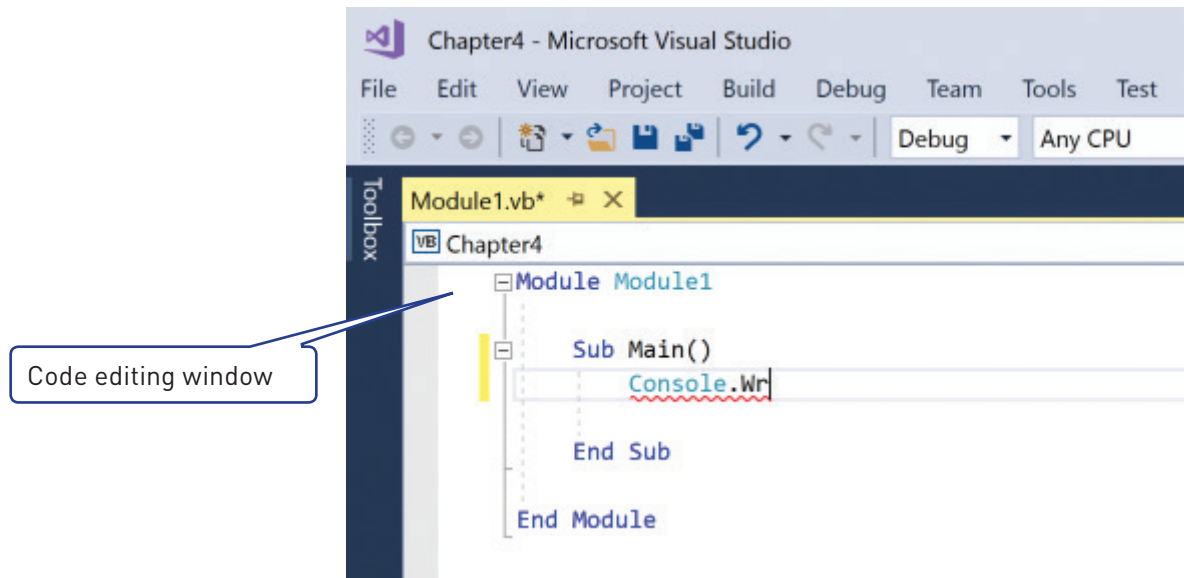 Chapter4 - Microsoft Visual Studio
File Edit View Project Build Debug Team Tools Test
Debug Any CPU
Toolbox
Module1.vb*
VB Chapter4
Module Module1
Sub Main()
Console.Wr
End Sub
End Module
Code editing window